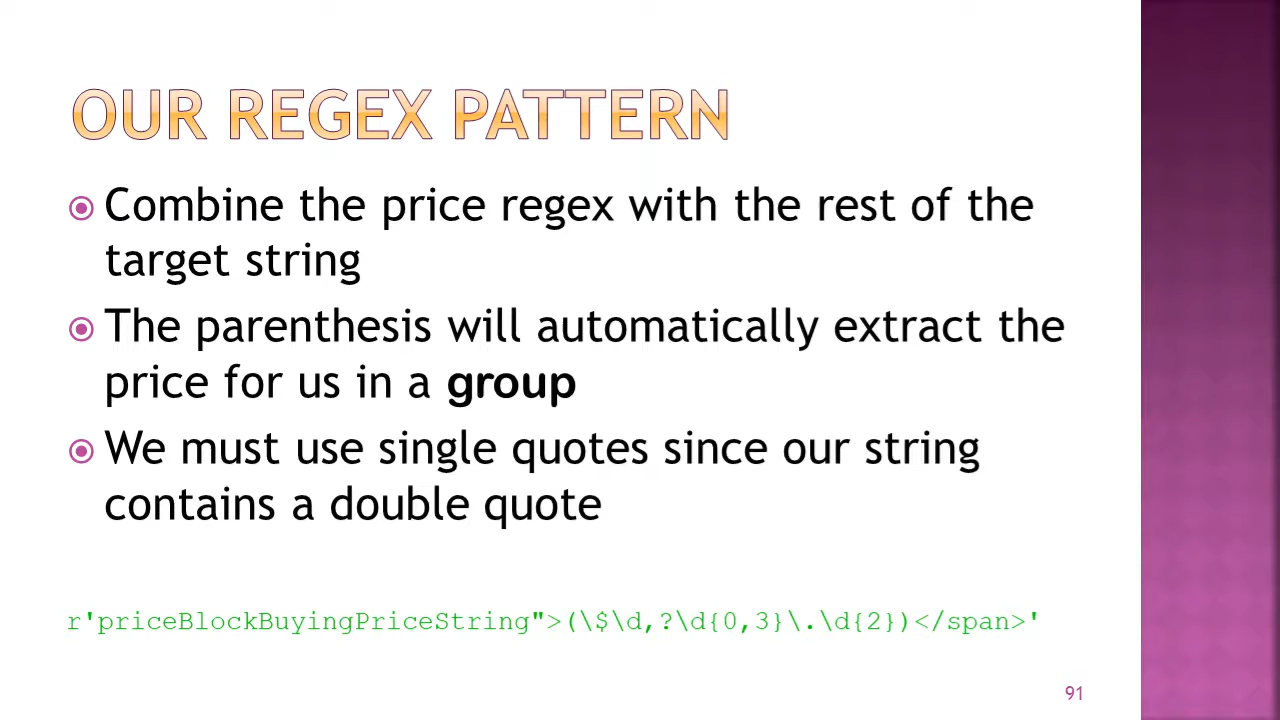 OUR REGEX PATTERN
Combine the price regex with the rest of the
target string
The parenthesis will automatically extract the
price for us in a group
We must use single quotes since our string
contains a double quote
r'priceBlockBuyingPriceString">(\$\d,?\d{0,3}\.\d{2})</span>'
91